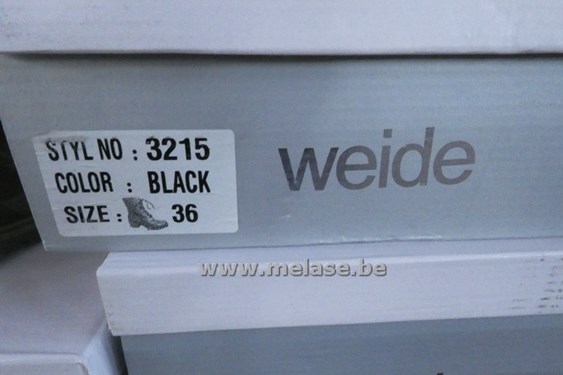 STYL NO : 3215
COLOR : BLACK
SIZE : 36
weide
www.melase.be